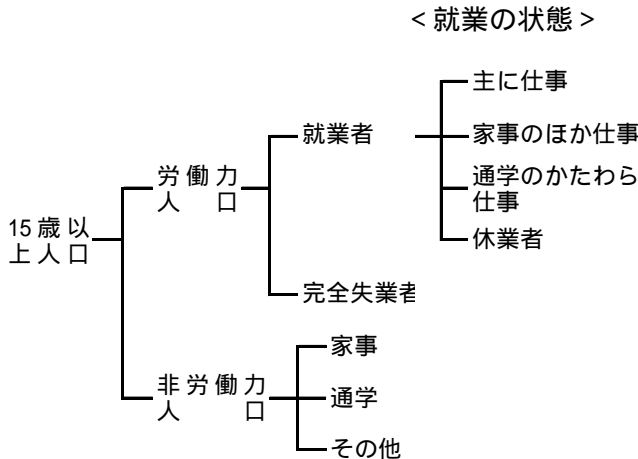 ＜就業の状態＞
主に仕事
就業者
家事のほか仕事
労働力
人口
通学のかたわら
仕事
15歳以
上人口
休業者
完全失業者
家事
非労働力
人口
通学
その他